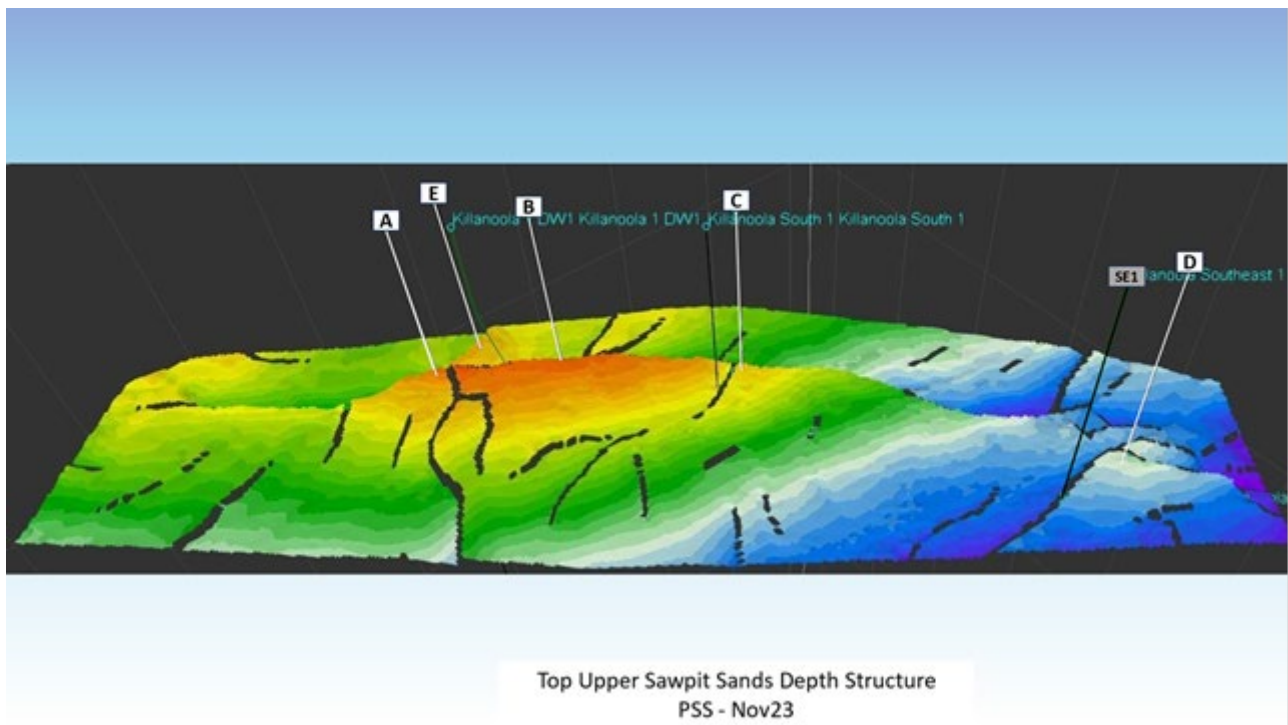 E
B
C
A
Killanoola DW1 Killanoola 1 DW1 Killanoola South 1 Killanoola South 1
D
SE1 Southeast 1
Top Upper Sawpit Sands Depth Structure
PSS - Nov23